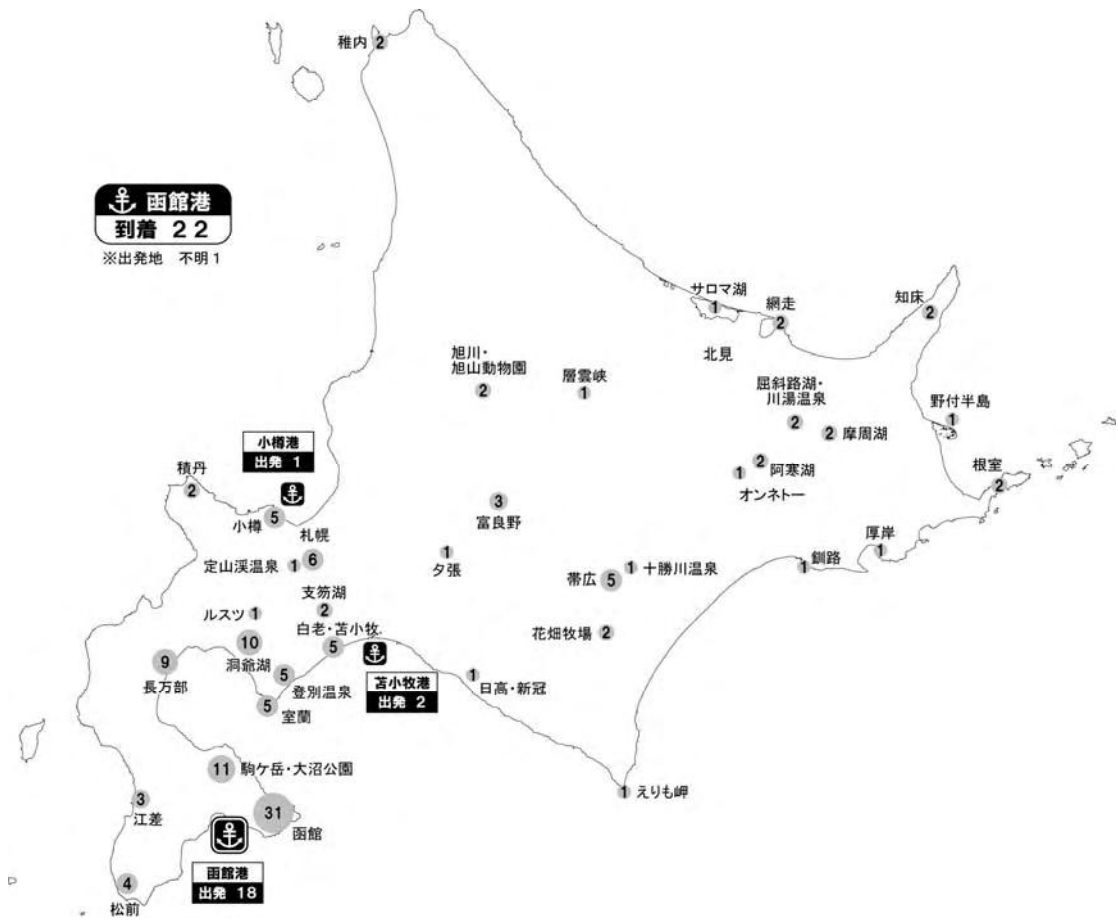 稚内
2
函館港
到着 22
※出発地 不明1
サロマ湖
1
網走
2
知床
2
北見
旭川・
旭山動物園
2
層雲峡
1
屈斜路湖・
川湯温泉
2
摩周湖
2
野付半島
1
阿寒湖
2
オンネトー
1
根室
2
小樽港
出発 1
積丹
2
小樽
5
札幌
6
定山渓温泉
1
富良野
3
夕張
1
厚岸
1
釧路
1
十勝川温泉
1
帯広
5
支笏湖
2
ルスツ
1
白老・苫小牧
5
花畑牧場
2
洞爺湖
10
長万部
9
登別温泉
5
室蘭
5
苫小牧港
出発 2
日高・新冠
1
駒ケ岳・大沼公園
11
えりも岬
1
江差
3
函館
31
函館港
出発 18
松前
4